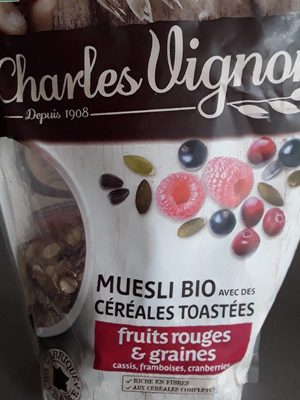 Charles Vignon
Depuis 1908
MUESLI BIO AVEC DES
CÉRÉALES TOASTÉES
fruits rouges
& graines
cassis, framboises, cranberries
✓ RICHE EN FIBRES
✓ AUX CÉRÉALES COMPLÈTES